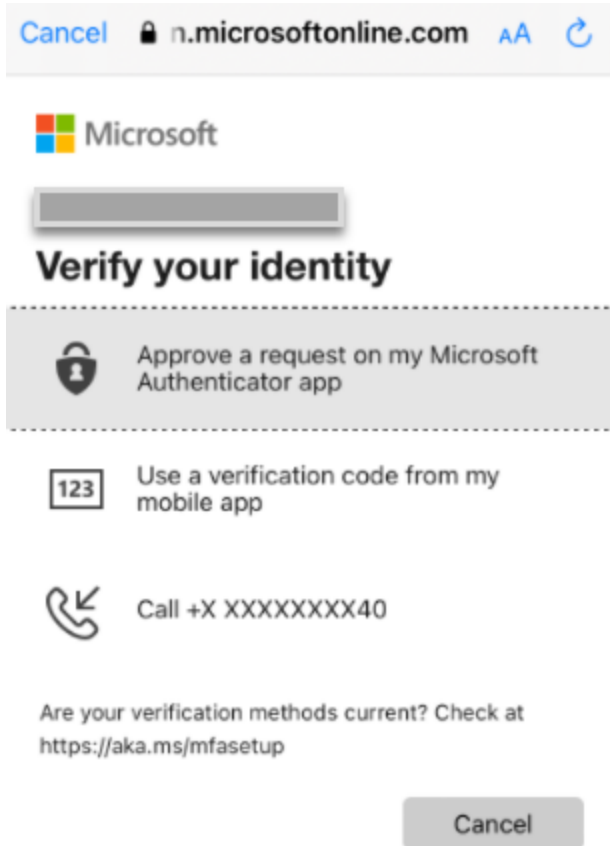 Cancel n.microsoftonline.com AA
Microsoft
Verify your identity
Approve a request on my Microsoft
Authenticator app
123
Use a verification code from my
mobile app
Call +X XXXXXXXX40
Are your verification methods current? Check at
https://aka.ms/mfasetup
Cancel